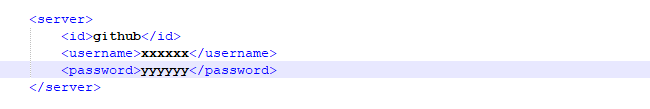 <server>
<id>github</id>
<username>xxxxxx</username>
<password>yyyyyy</password>
</server>